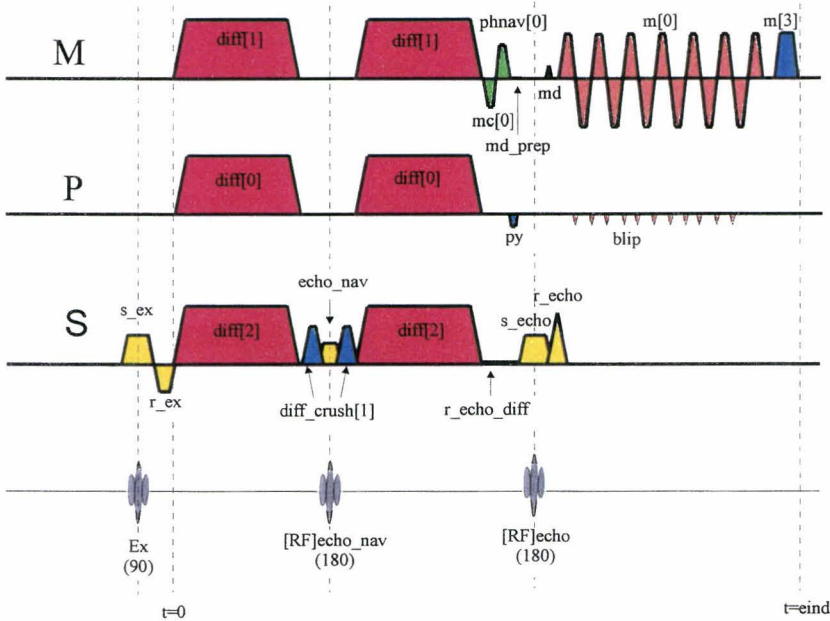 phnav[0]
m[0]
m[3]
M
diff[1]
diff[1]
md
mc[0]
md_prep
P
diff[0]
diff[0]
py
blip
echo_nav
r_echo
s_ex
s_echo
S
diff[2]
diff[2]
r_ex
diff_crush[1]
r_echo_diff
Ex
(90)
[RF]echo_nav
(180)
[RF]echo
(180)
t=0
t=eind